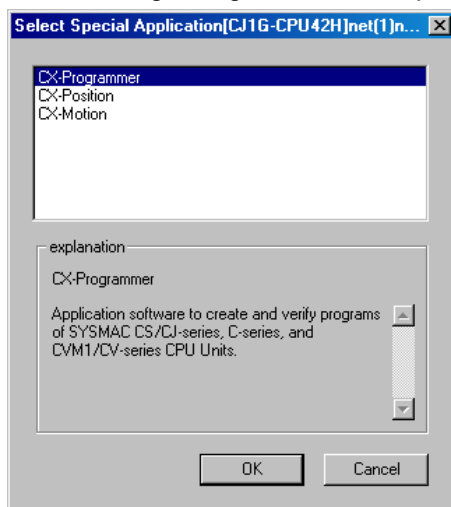 Select Special Application[CJ1G-CPU42H]net(1)n...
CX-Programmer
CX-Position
CX-Motion
explanation
CX-Programmer
Application software to create and verify programs
of SYSMAC CS/CJ-series, C-series, and
CVM1/CV-series CPU Units.
OK
Cancel